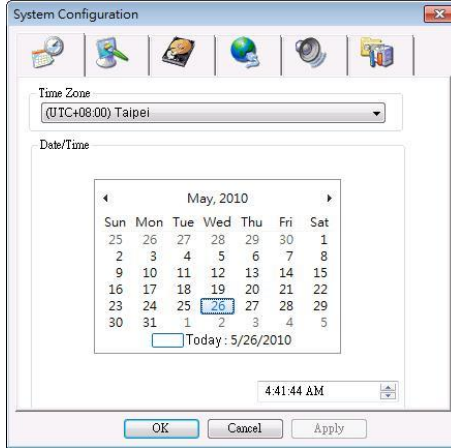 System Configuration
Time Zone
(UTC+08:00) Taipei
Date/Time
May, 2010
Sun Mon Tue Wed Thu Fri Sat
25 26 27 28 29 30 1
2 3 4 5 6 7 8
9 10 11 12 13 14 15
16 17 18 19 20 21 22
23 24 25 26 27 28 29
30 31 1 2 3 4 5
Today : 5/26/2010
4:41:44 AM
OK Cancel Apply